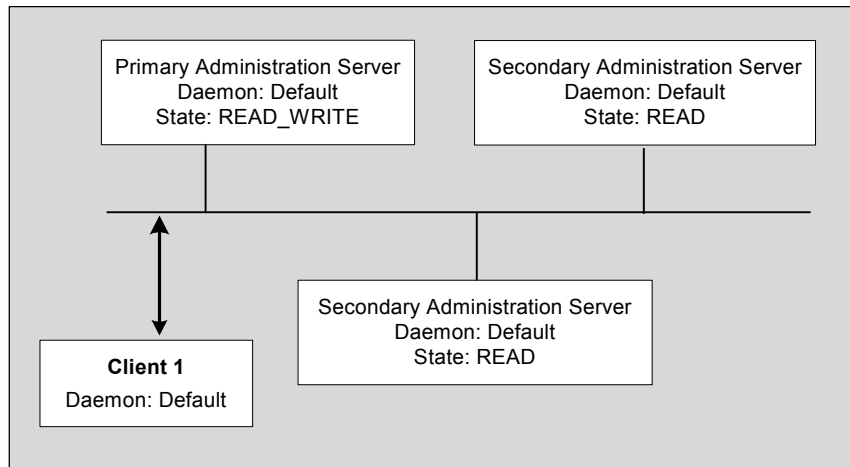 Primary Administration Server
Daemon: Default
State: READ_WRITE
Secondary Administration Server
Daemon: Default
State: READ
Secondary Administration Server
Daemon: Default
State: READ
Client 1
Daemon: Default